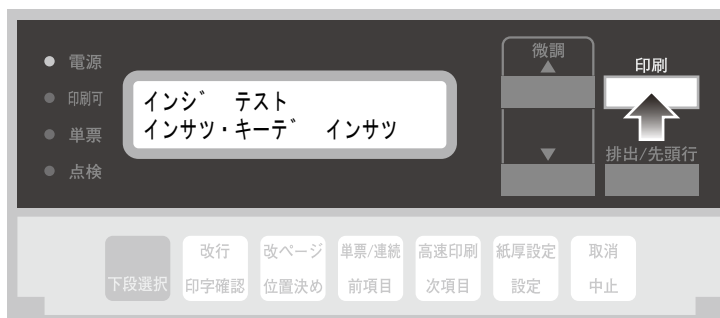 電源
印刷可
単票
点検
インシ゛ テスト
インサツ・キーテ゛ インサツ
微調
▲
▼
印刷
排出/先頭行
下段選択
改行
印字確認
改ページ
位置決め
単票/連続
前項目
高速印刷
次項目
紙厚設定
設定
取消
中止